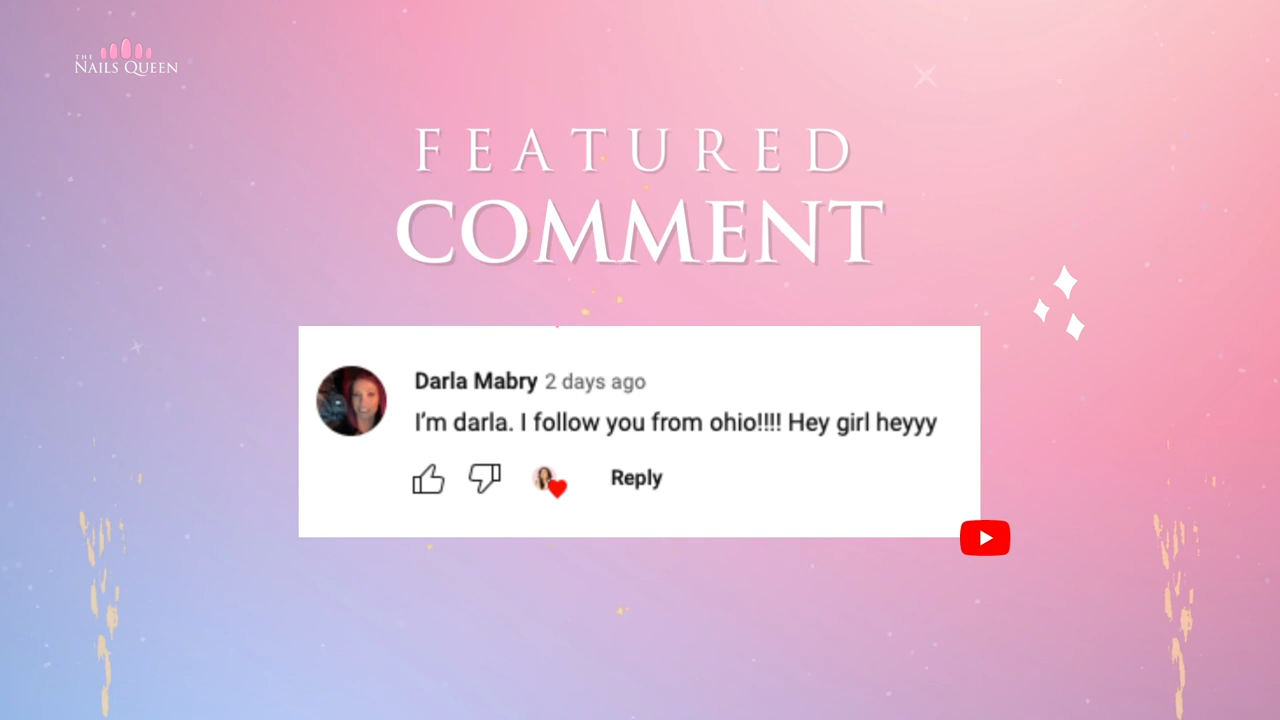 THE
NAILS QUEEN
FEATURED
COMMENT
Darla Mabry 2 days ago
I’m darla. I follow you from ohio!!!! Hey girl heyyy
Reply